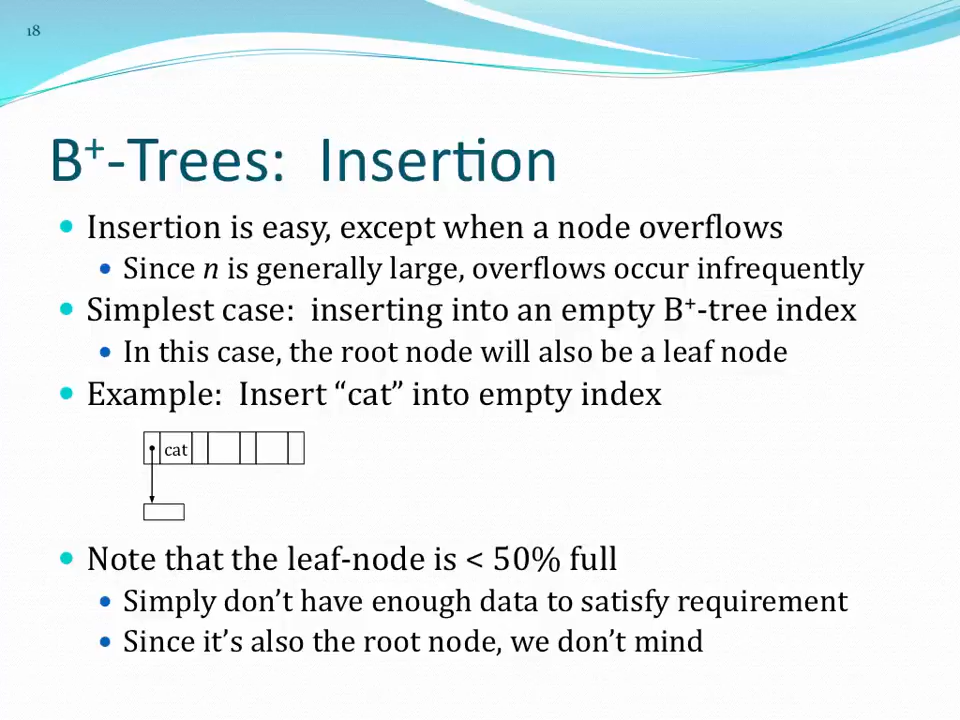 18
B⁺-Trees:  Insertion
• Insertion is easy, except when a node overflows
• Since n is generally large, overflows occur infrequently
• Simplest case:  inserting into an empty B⁺-tree index
• In this case, the root node will also be a leaf node
• Example:  Insert “cat” into empty index
cat
• Note that the leaf-node is < 50% full
• Simply don’t have enough data to satisfy requirement
• Since it’s also the root node, we don’t mind